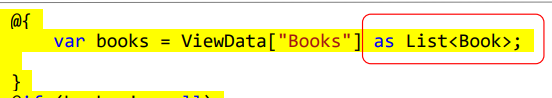 @{
var books = ViewData["Books"] as List<Book>;
}